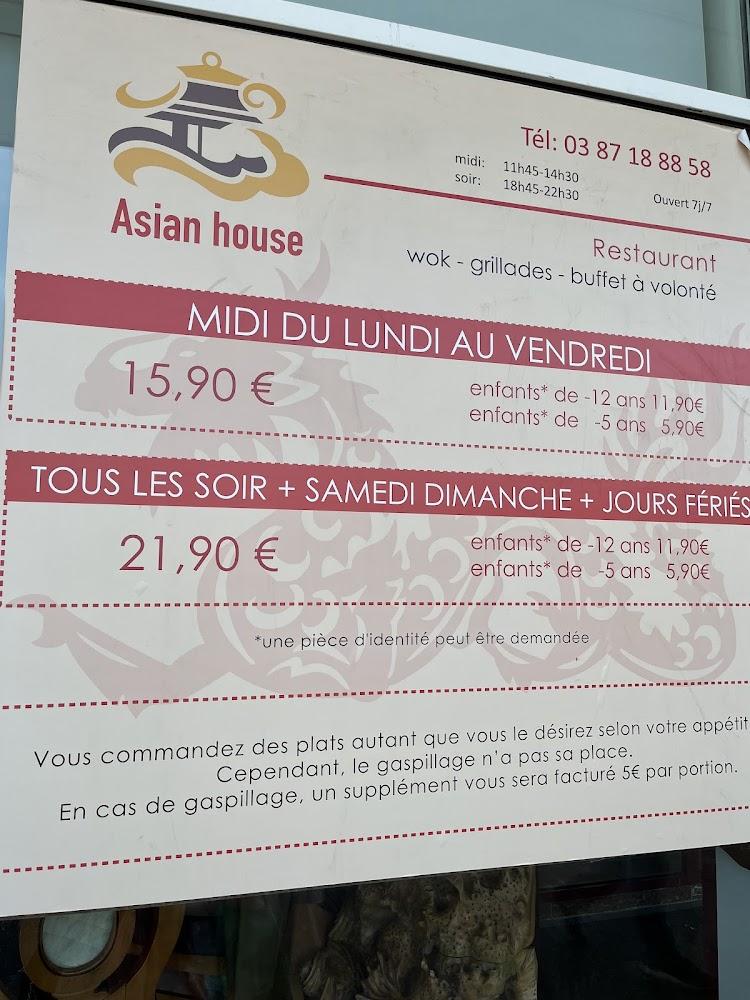 Asian house
Tél: 03 87 18 88 58
midi: 11h45-14h30
soir: 18h45-22h30
Ouvert 7j/7
Restaurant
wok - grillades - buffet à volonté
MIDI DU LUNDI AU VENDREDI
15,90 €
enfants* de -12 ans 11,90€
enfants* de -5 ans 5,90€
TOUS LES SOIR + SAMEDI DIMANCHE + JOURS FÉRIÉS
21,90 €
enfants* de -12 ans 11,90€
enfants* de -5 ans 5,90€
*une pièce d'identité peut être demandée
Vous commandez des plats autant que vous le désirez selon votre appétit
Cependant, le gaspillage n'a pas sa place.
En cas de gaspillage, un supplément vous sera facturé 5€ par portion.